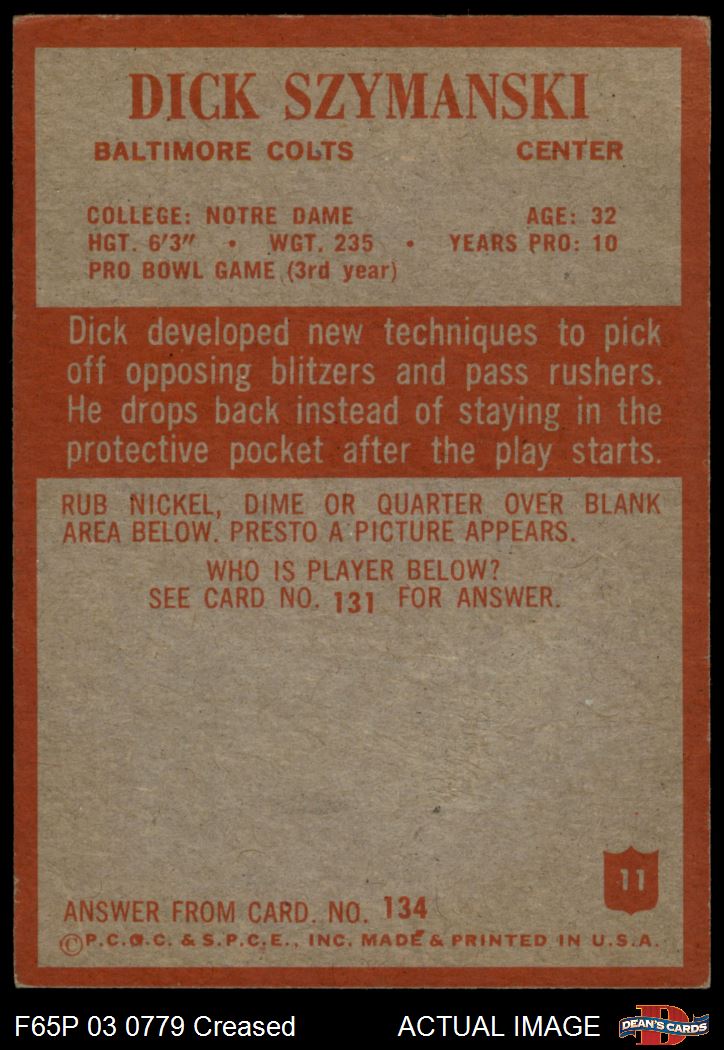 DICK SZYMANSKI
BALTIMORE COLTS CENTER
COLLEGE: NOTRE DAME AGE: 32
HGT. 6'3" • WGT. 235 • YEARS PRO: 10
PRO BOWL GAME (3rd year)
Dick developed new techniques to pick
off opposing blitzers and pass rushers.
He drops back instead of staying in the
protective pocket after the play starts.
RUB NICKEL, DIME OR QUARTER OVER BLANK
AREA BELOW. PRESTO A PICTURE APPEARS.
WHO IS PLAYER BELOW?
SEE CARD NO. 131 FOR ANSWER.
11
ANSWER FROM CARD. NO. 134
©P.C.G.C. & S.P.C.E., INC. MADE & PRINTED IN U.S.A.
F65P 03 0779 Creased ACTUAL IMAGE
D
DEAN'S CARDS